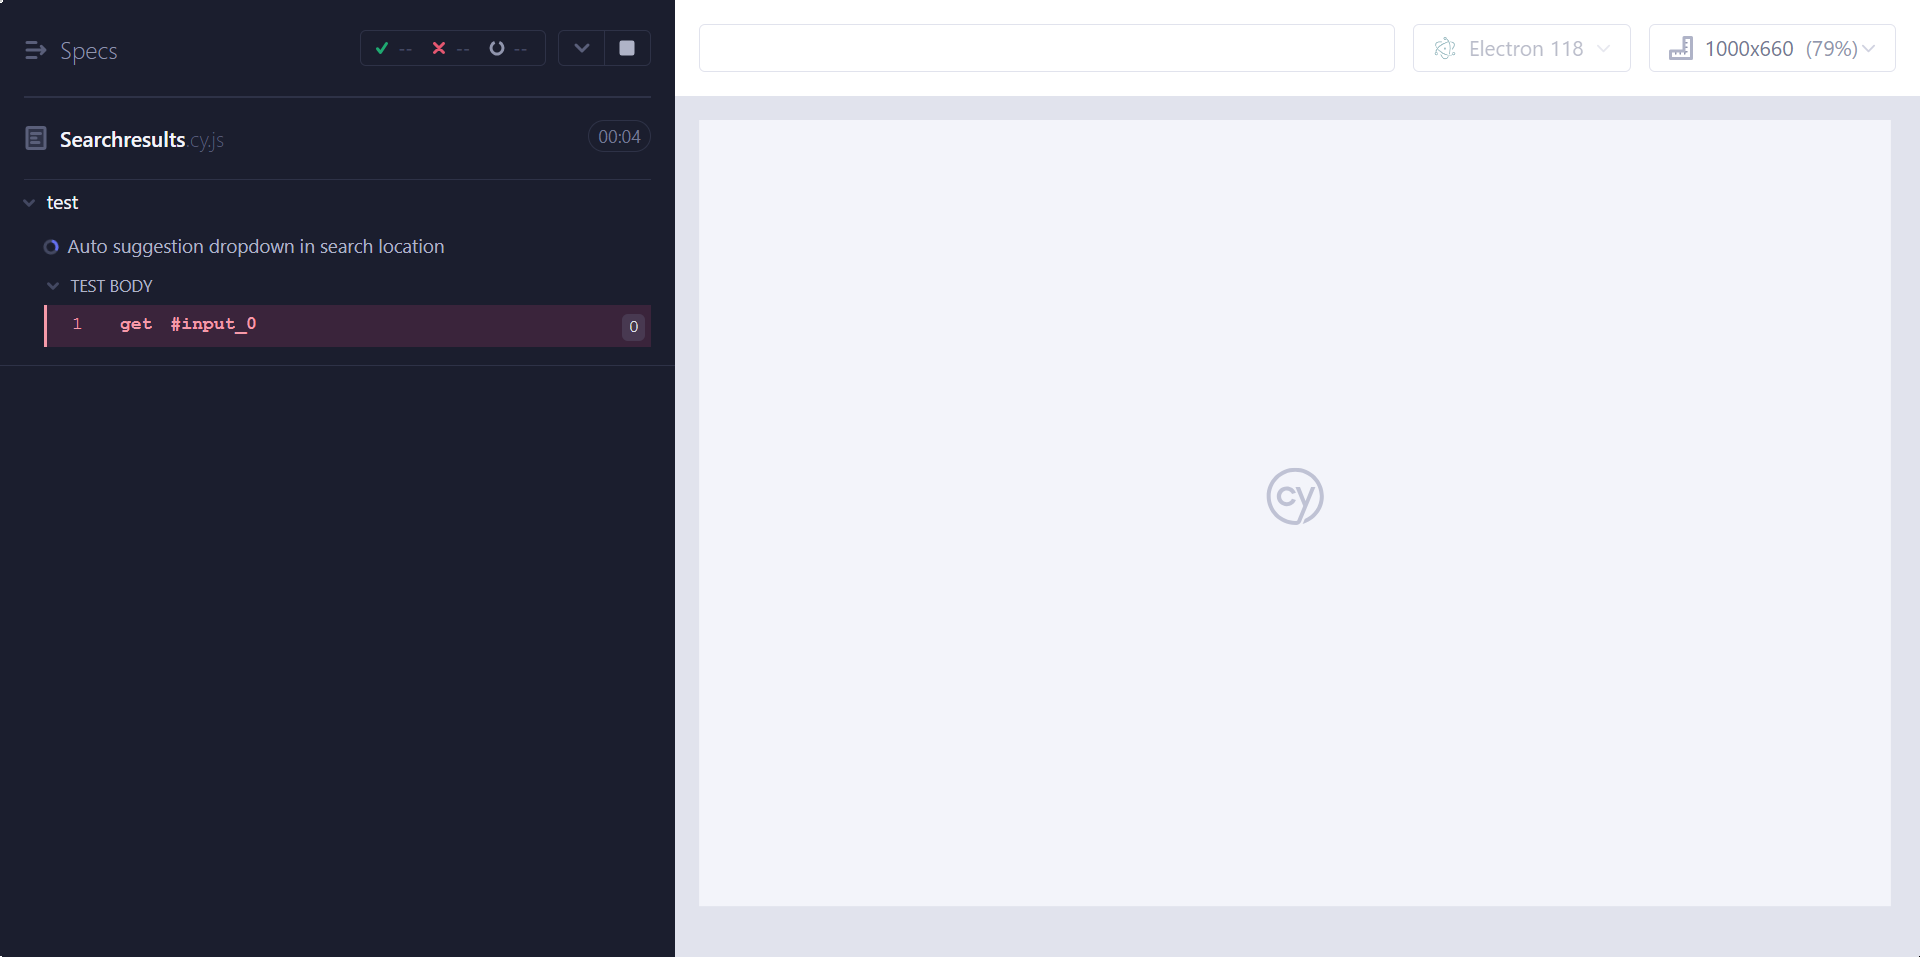 Specs
-- -- --
Searchresults.cy.js
00:04
test
Auto suggestion dropdown in search location
TEST BODY
1 get #input_0
0
Electron 118
1000x660 (79%)
cy